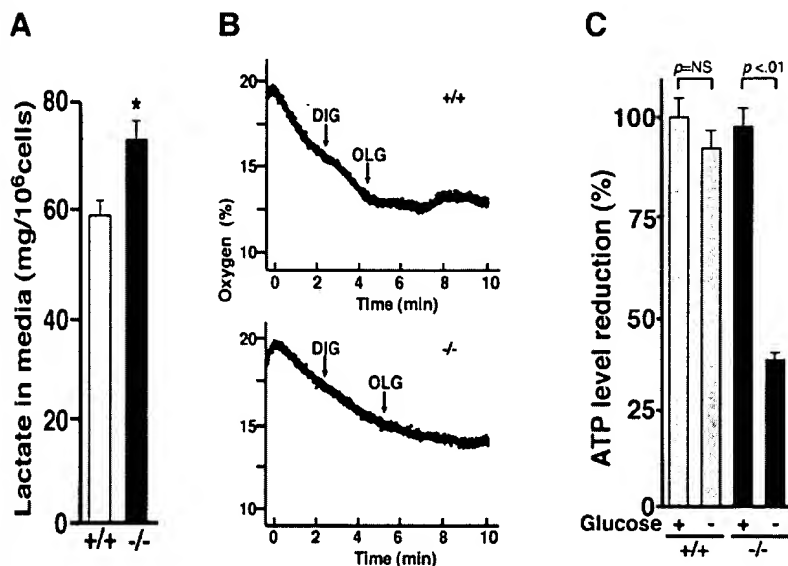 A
Lactate in media (mg/10⁶cells)
80
60
40
20
0
*
+/+ -/-
B
Oxygen (%)
20
15
10
DIG
OLG
+/+
0 2 4 6 8 10
Time (min)
20
15
10
DIG
OLG
-/-
0 2 4 6 8 10
Time (min)
C
ATP level reduction (%)
p=NS p<.01
100
75
50
25
0
Glucose + - + -
+/+ -/-